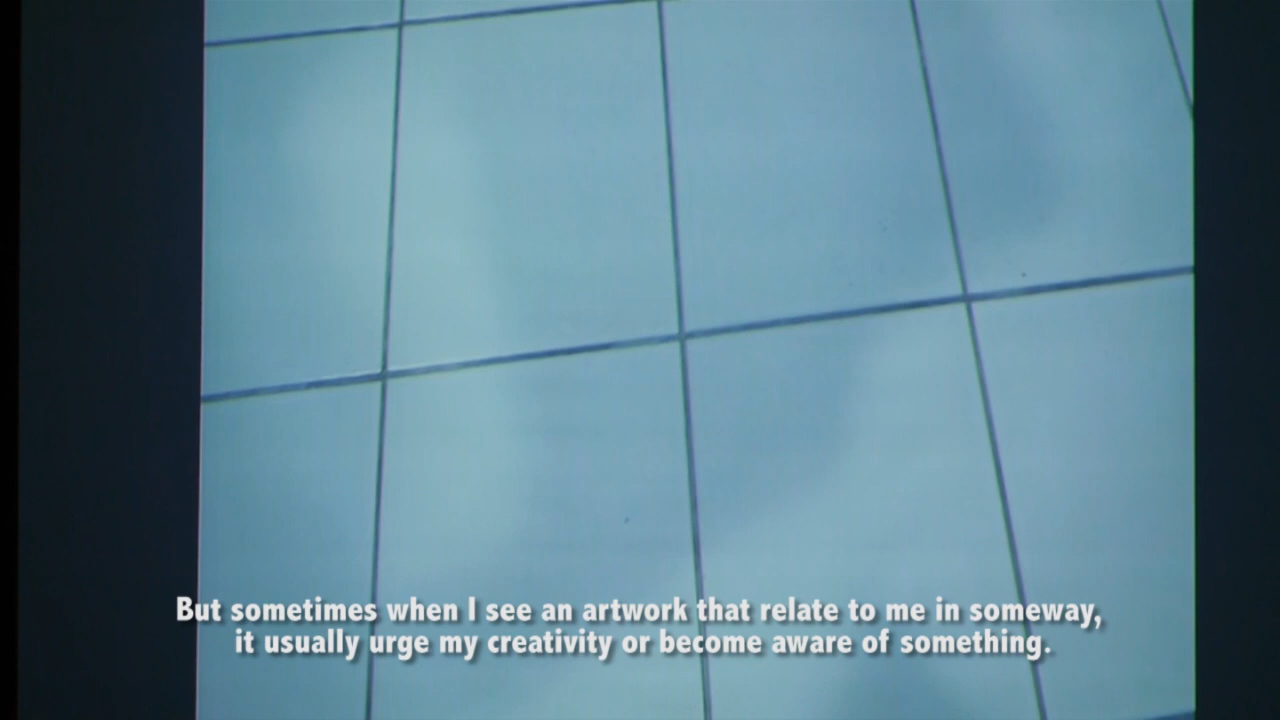 But sometimes when I see an artwork that relate to me in someway,
it usually urge my creativity or become aware of something.